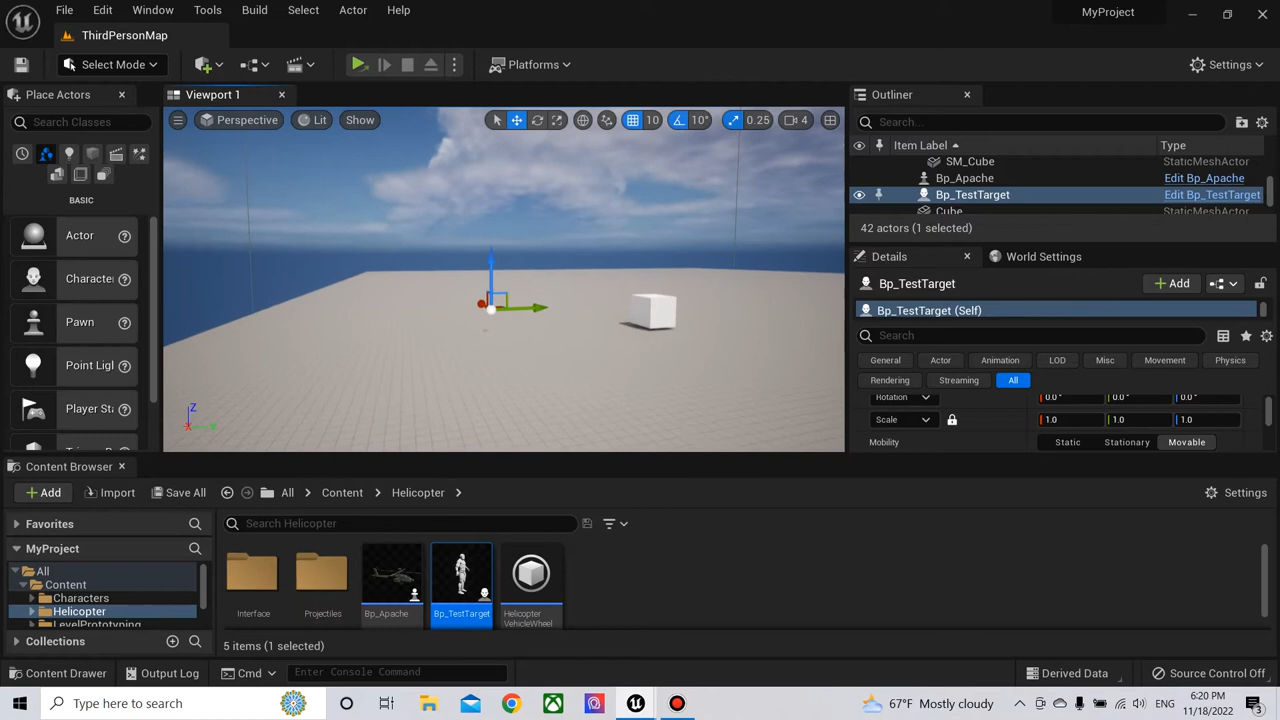 File Edit Window Tools Build Select Actor Help
MyProject
ThirdPersonMap
Select Mode
Platforms
Settings
Place Actors
Viewport 1
Outliner
Search Classes
Perspective
Lit
Show
10
10°
0.25
4
Search...
Item Label
Type
SM_Cube
StaticMeshActor
Bp_Apache
Edit Bp_Apache
Bp_TestTarget
Edit Bp_TestTarget
Cube
StaticMeshActor
42 actors (1 selected)
BASIC
Actor
Characte
Pawn
Point Ligl
Player Sta
Details
World Settings
Bp_TestTarget
Add
Bp_TestTarget (Self)
Search
General Actor Animation LOD Misc Movement Physics
Rendering Streaming All
Rotation
0.0° 0.0° 0.0°
Scale
1.0 1.0 1.0
Mobility
Static Stationary Movable
Z
X
Y
Content Browser
Add
Import
Save All
All
Content
Helicopter
Settings
Favorites
Search Helicopter
MyProject
All
Content
Characters
Helicopter
LevelPrototyping
Collections
Interface
Projectiles
Bp_Apache
Bp_TestTarget
Helicopter
VehicleWheel
5 items (1 selected)
Content Drawer
Output Log
Cmd
Enter Console Command
Derived Data
Source Control Off
Type here to search
67°F Mostly cloudy
ENG
6:20 PM
11/18/2022
3